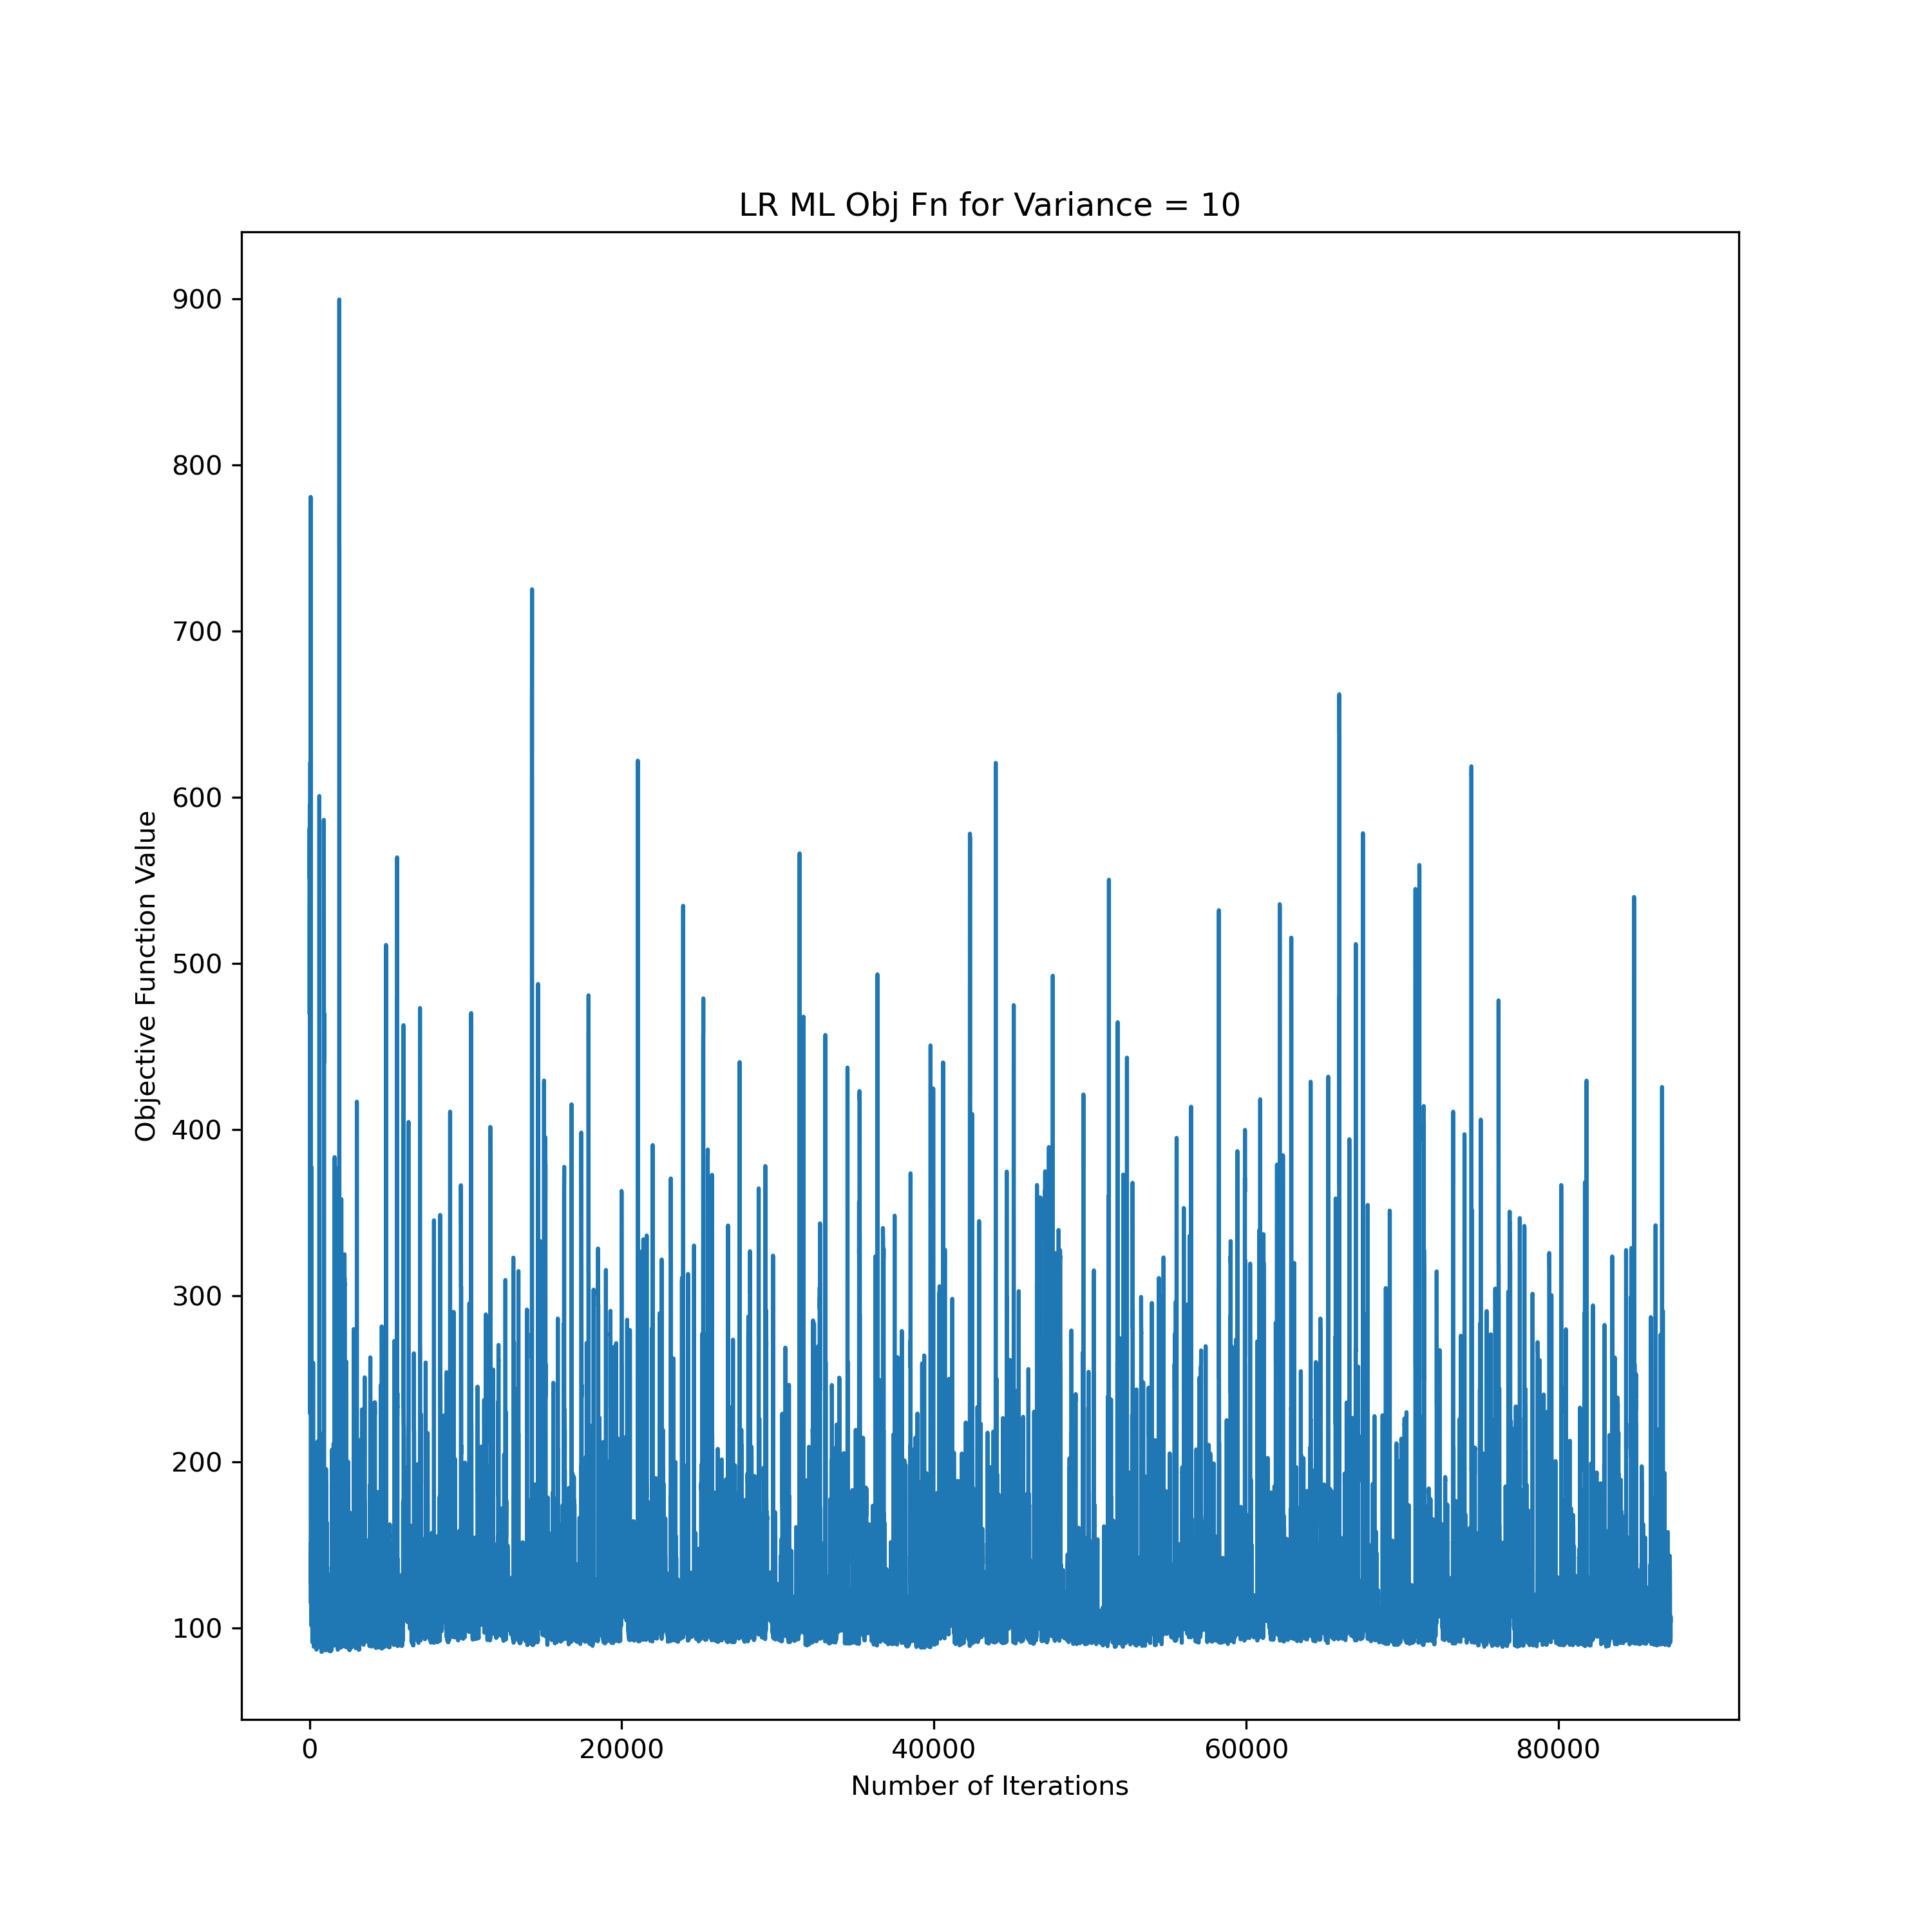 LR ML Obj Fn for Variance = 10
900
800
700
600
500
400
300
200
100
Objective Function Value
0 20000 40000 60000 80000
Number of Iterations